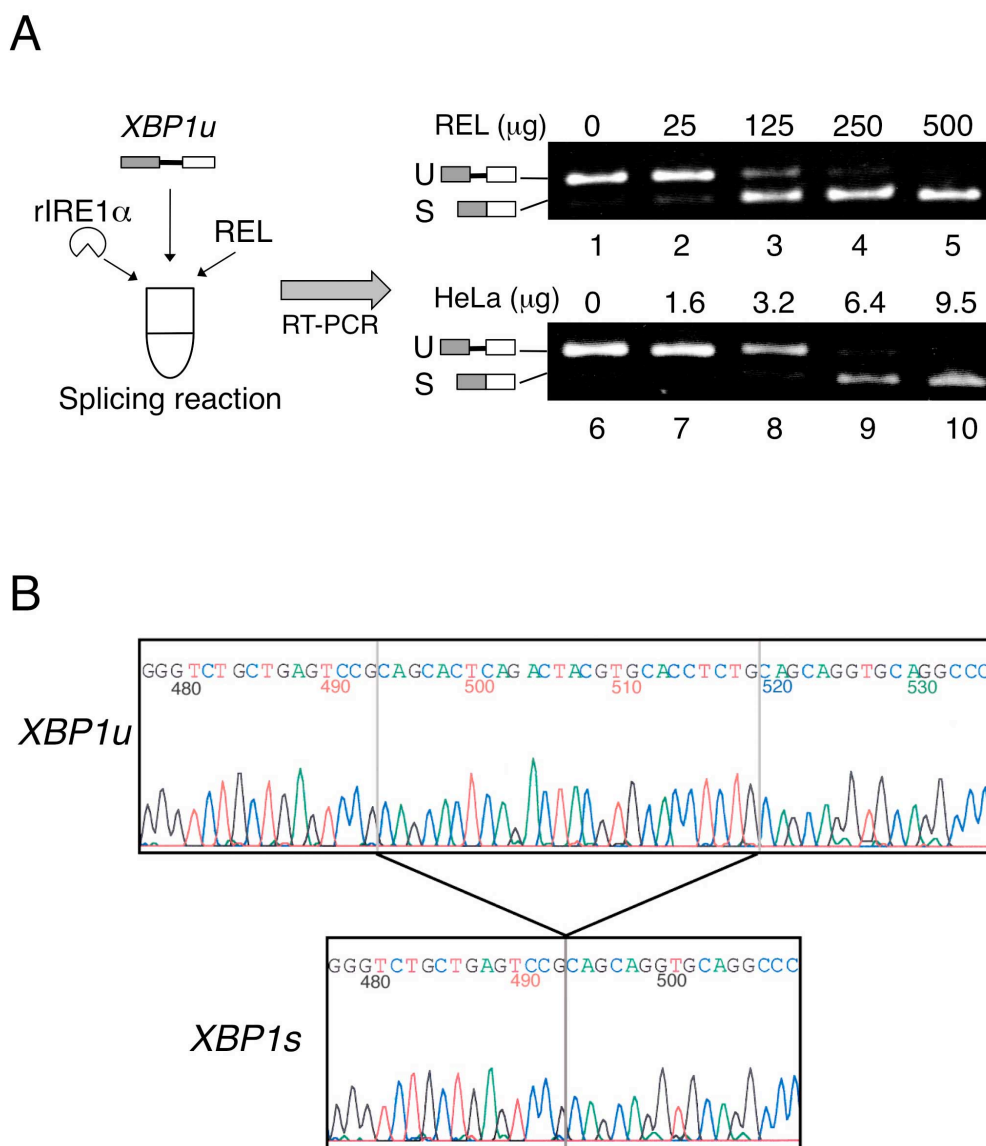 A
XBP1u
rIRE1α
REL
Splicing reaction
RT-PCR
REL (μg) 0 25 125 250 500
U
S
1 2 3 4 5
HeLa (μg) 0 1.6 3.2 6.4 9.5
U
S
6 7 8 9 10
B
XBP1u
GGGTCTGCTGAGTCCGCAGCACTCAGACTACGTGCACCTCTGCAGCAGGTGCAGGCCC
480 490 500 510 520 530
XBP1s
GGGTCTGCTGAGTCCGCAGCAGGTGCAGGCCC
480 490 500